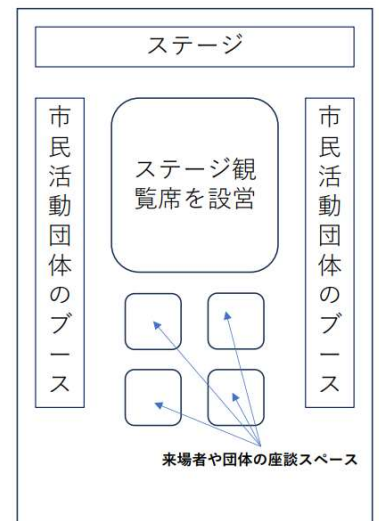 ステージ
市民活動団体のブース
ステージ観
覧席を設営
市民活動団体のブース
来場者や団体の座談スペース